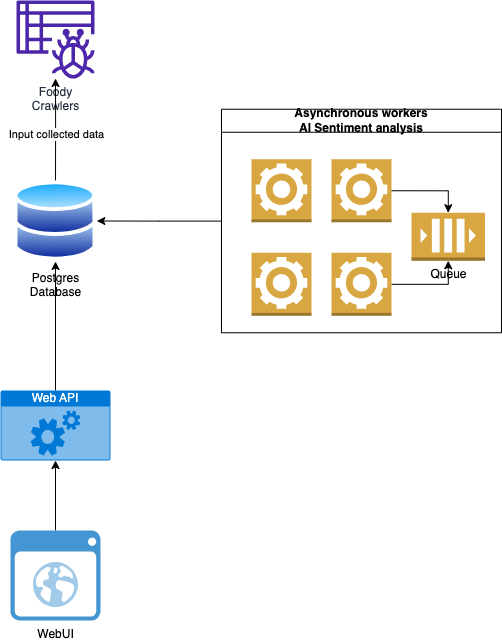 Foody
Crawlers
Input collected data
Asynchronous workers
AI Sentiment analysis
Queue
Postgres
Database
Web API
WebUI